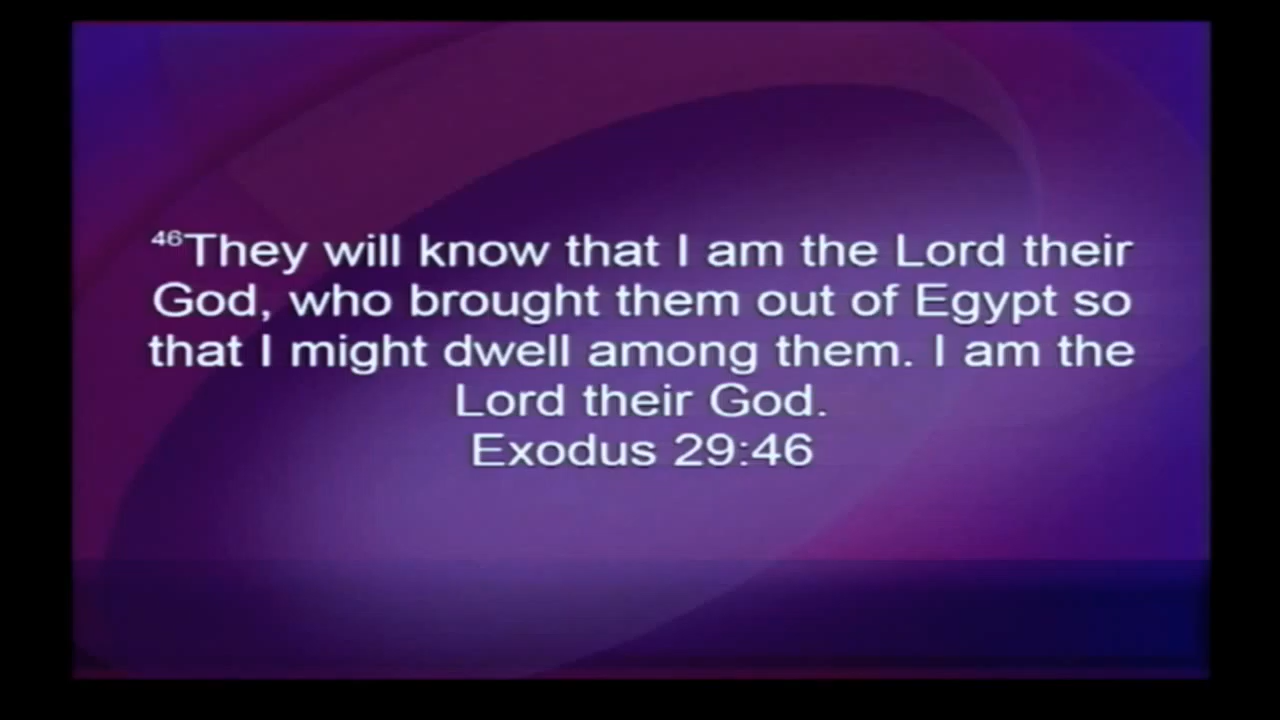 46They will know that I am the Lord their
God, who brought them out of Egypt so
that I might dwell among them. I am the
Lord their God.
Exodus 29:46